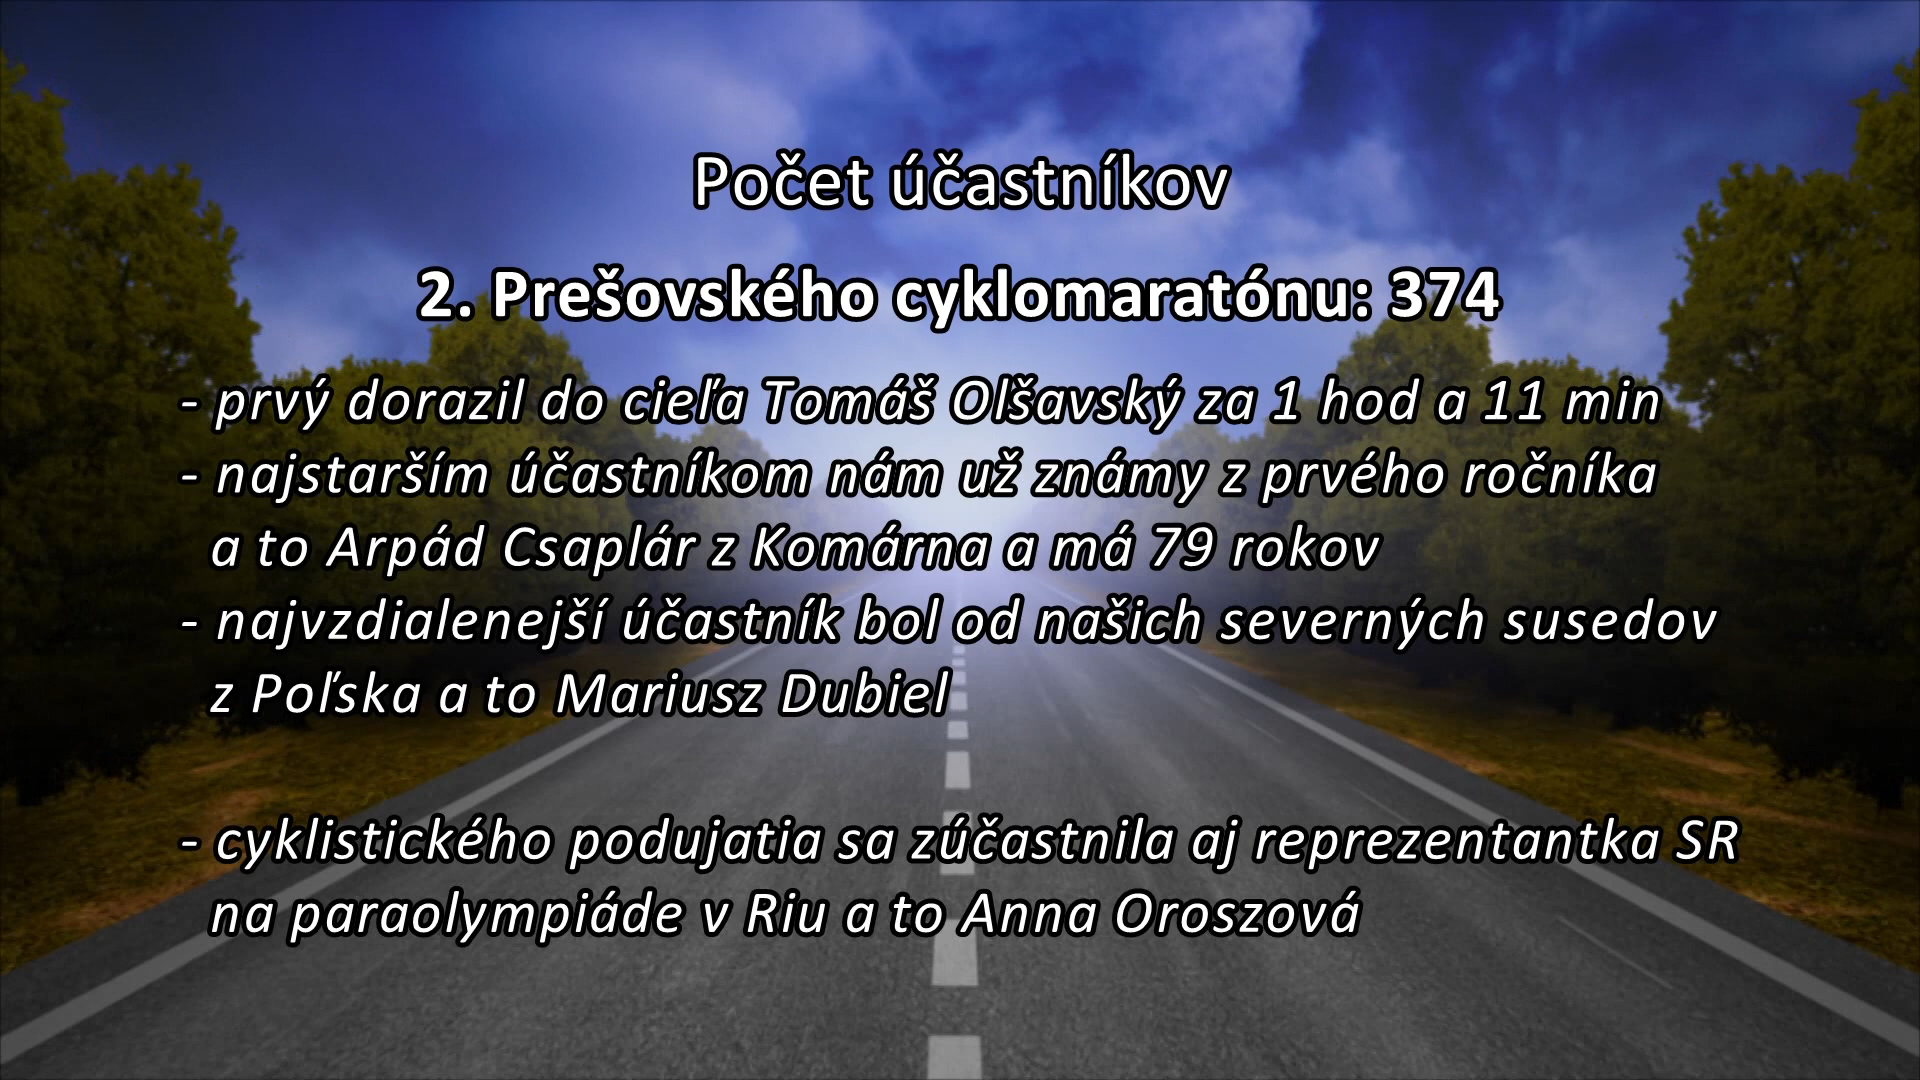 Počet účastníkov
2. Prešovského cyklomaratónu: 374
- prvý dorazil do cieľa Tomáš Olšavský za 1 hod a 11 min
- najstarším účastníkom nám už známy z prvého ročníka
a to Arpád Csaplár z Komárna a má 79 rokov
- najvzdialenejší účastník bol od našich severných susedov
z Poľska a to Mariusz Dubiel
- cyklistického podujatia sa zúčastnila aj reprezentantka SR
na paraolympiáde v Riu a to Anna Oroszová